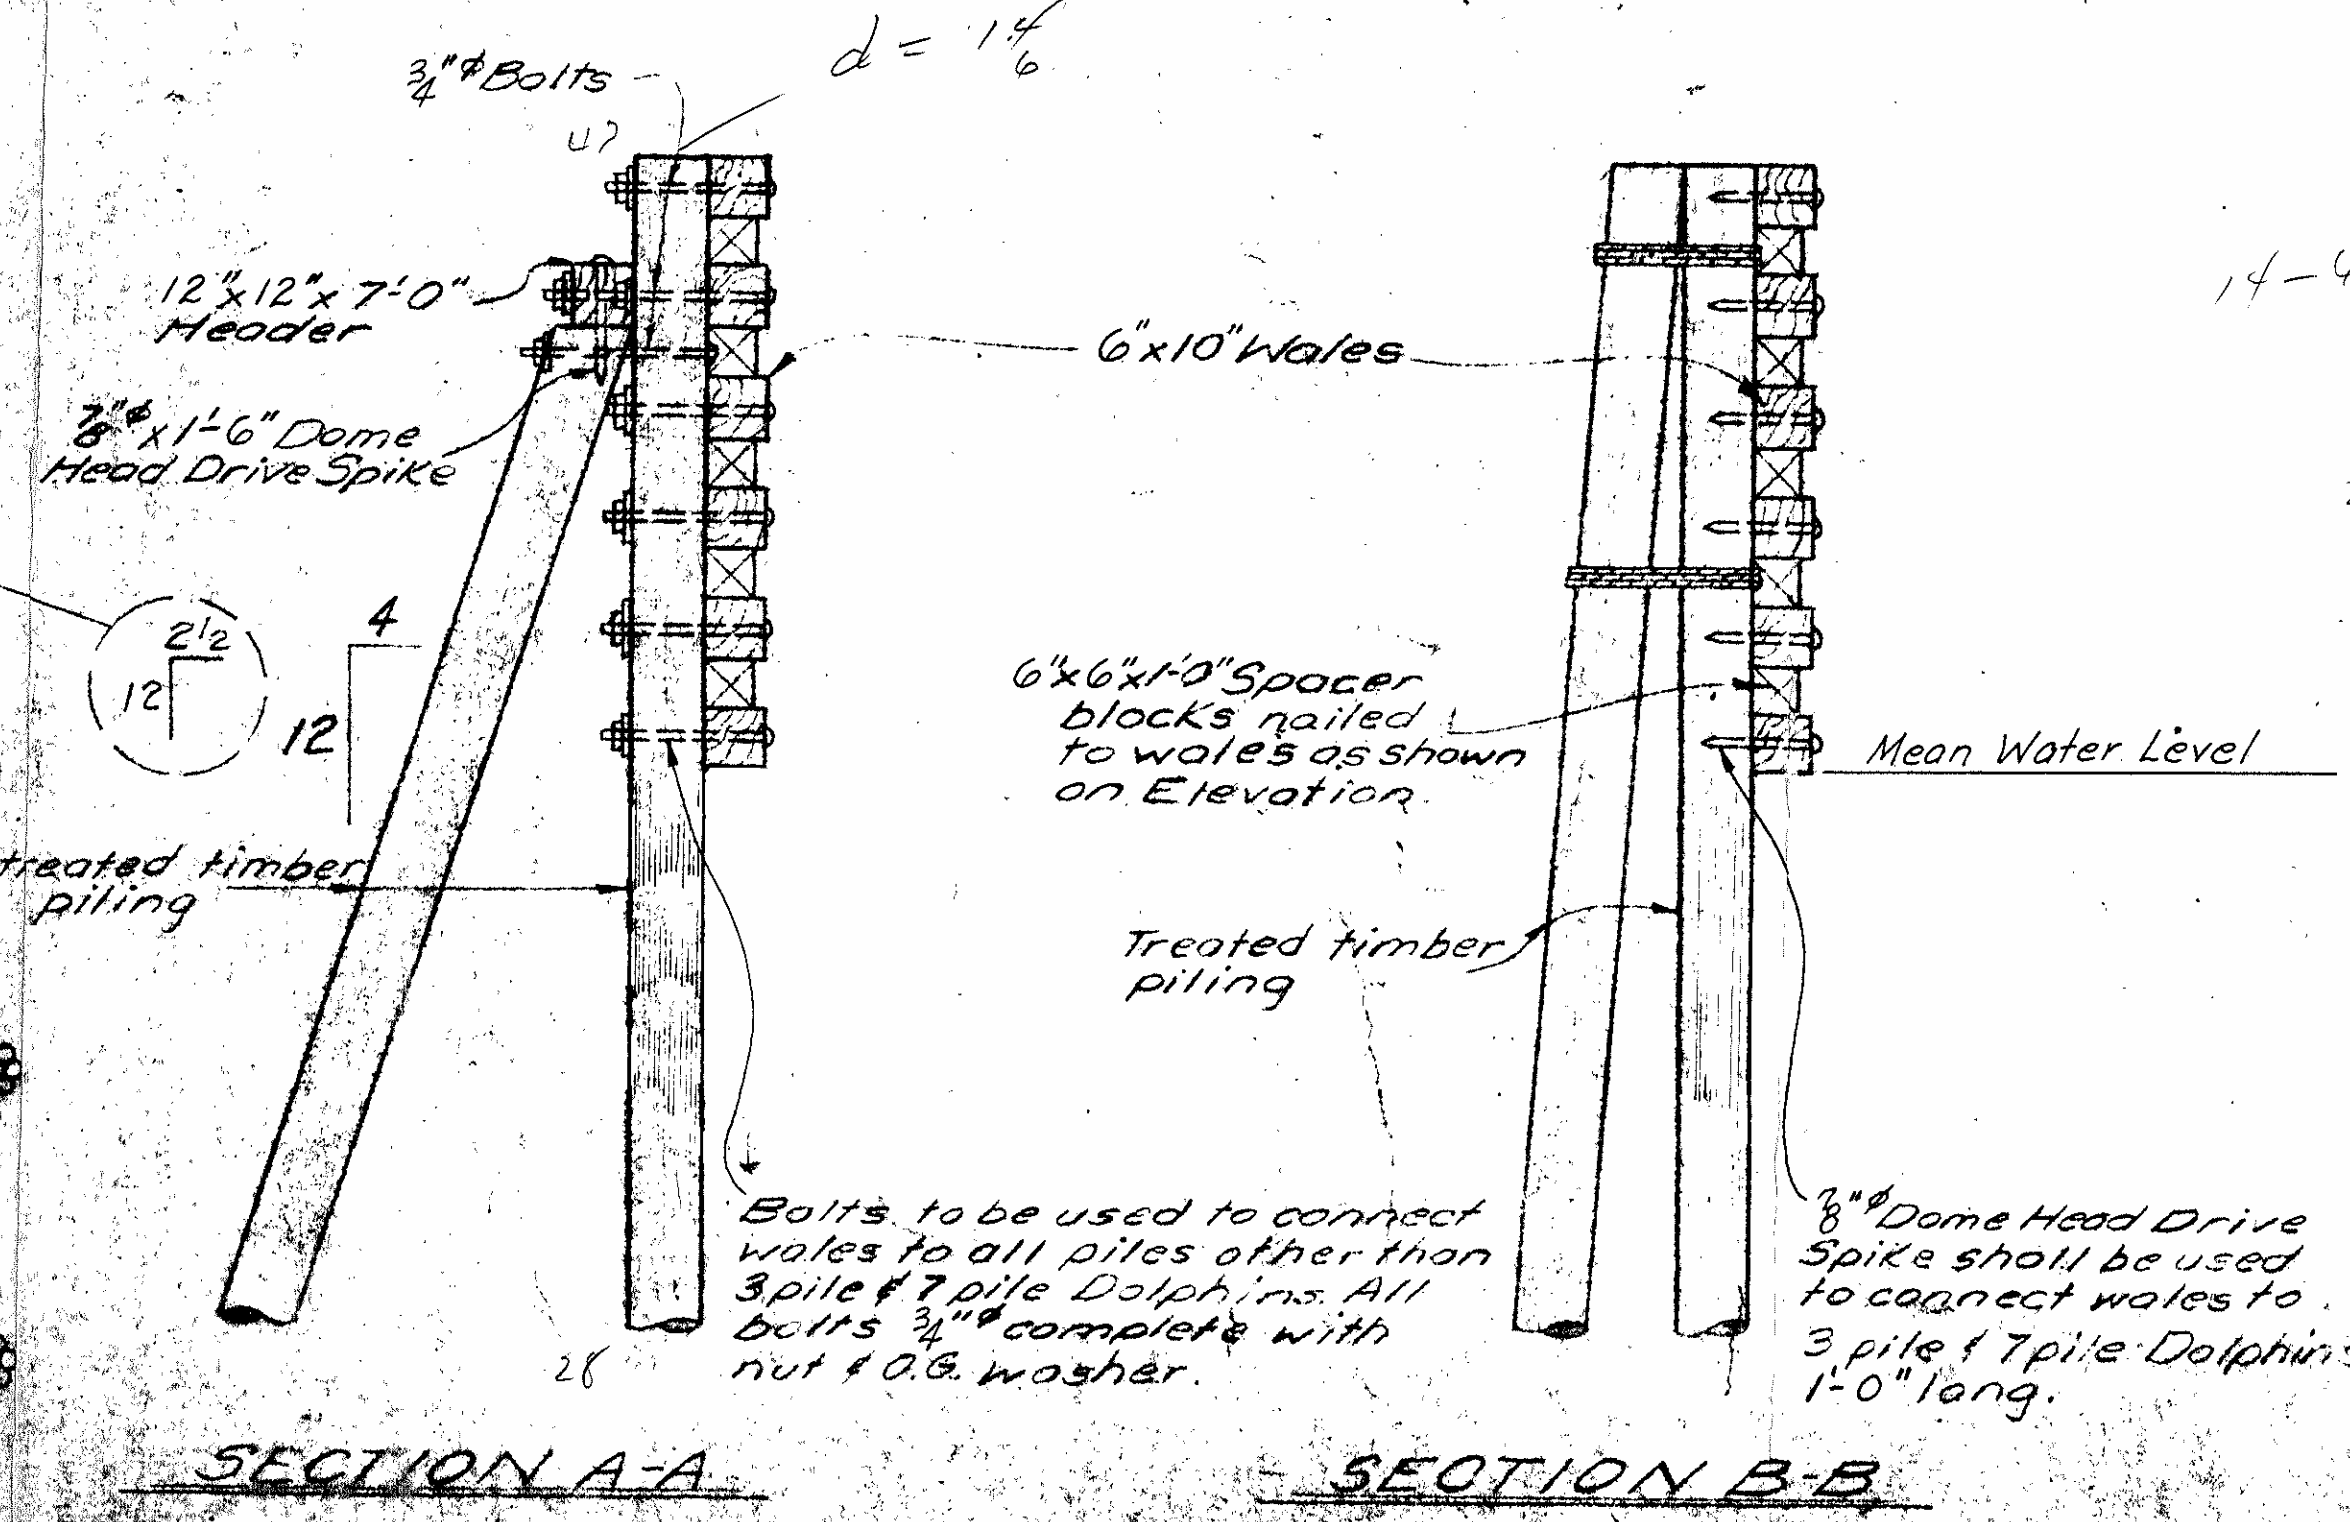 d = 1
3/4"φ Bolts
47
12"x12"x 7'-0"
Header
7/8"φ x 1'-6" Dome
Head Drive Spike
6"x10" Wales
14-
2 1/2
12
4
12
6"x6"x1'-0" Spacer
blocks nailed
to wales as shown
on Elevation.
Mean Water Level
treated timber
piling
Treated timber
piling
Bolts to be used to connect
wales to all piles other than
3 pile & 7 pile Dolphins. All
bolts 3/4"φ complete with
nut & O.G. washer.
28
7/8"φ Dome Head Drive
Spike shall be used
to connect wales to
3 pile & 7 pile Dolphins
1'-0" long.
SECTION A-A
SECTION B-B